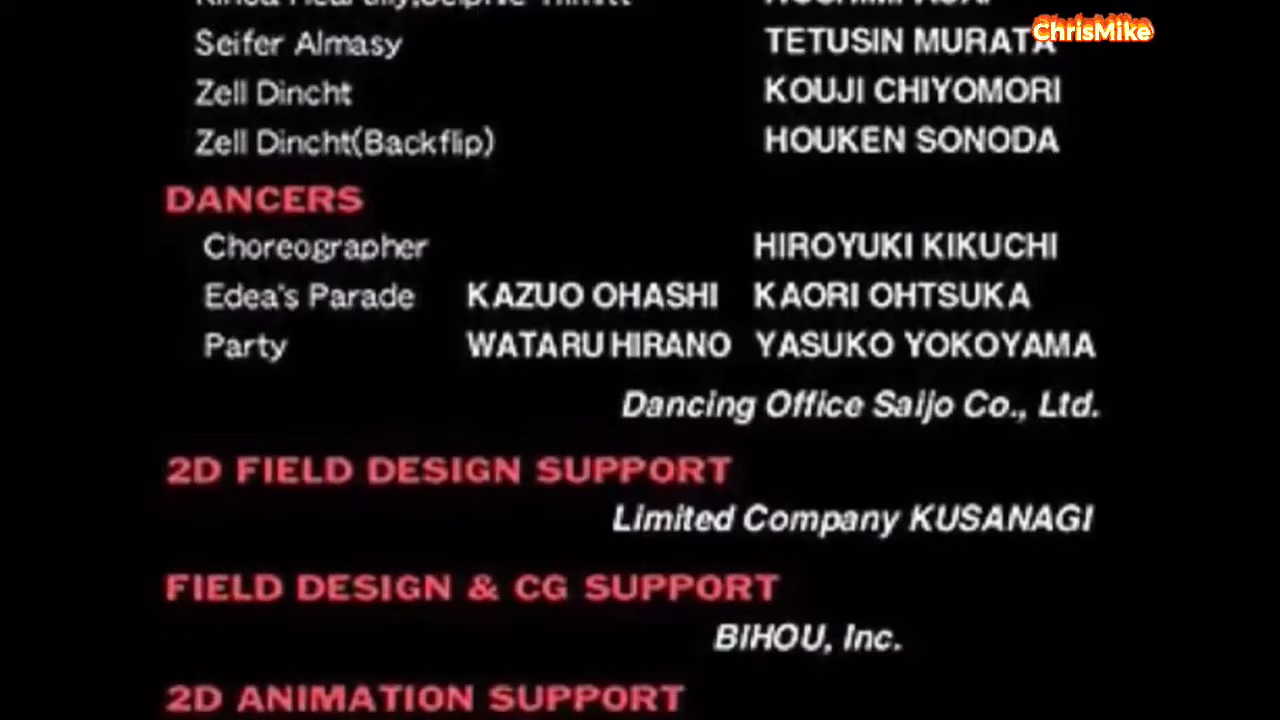 ChrisMike
Seifer Almasy TETUSIN MURATA
Zell Dincht KOUJI CHIYOMORI
Zell Dincht(Backflip) HOUKEN SONODA
DANCERS
Choreographer HIROYUKI KIKUCHI
Edea's Parade KAZUO OHASHI KAORI OHTSUKA
Party WATARU HIRANO YASUKO YOKOYAMA
Dancing Office Saijo Co., Ltd.
2D FIELD DESIGN SUPPORT
Limited Company KUSANAGI
FIELD DESIGN & CG SUPPORT
BIHOU, Inc.
2D ANIMATION SUPPORT